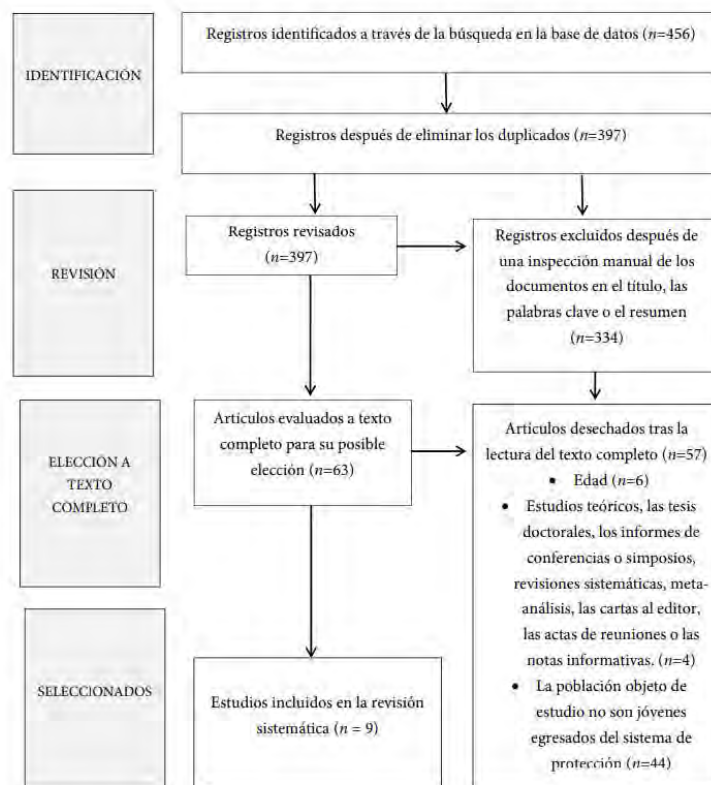 IDENTIFICACIÓN
Registros identificados a través de la búsqueda en la base de datos (n=456)
Registros después de eliminar los duplicados (n=397)
REVISIÓN
Registros revisados
(n=397)
Registros excluidos después de
una inspección manual de los
documentos en el título, las
palabras clave o el resumen
(n=334)
ELECCIÓN A
TEXTO
COMPLETO
Artículos evaluados a texto
completo para su posible
elección (n=63)
Artículos desechados tras la
lectura del texto completo (n=57)
• Edad (n=6)
• Estudios teóricos, las tesis
doctorales, los informes de
conferencias o simposios,
revisiones sistemáticas, meta-
análisis, las cartas al editor,
las actas de reuniones o las
notas informativas. (n=4)
• La población objeto de
estudio no son jóvenes
egresados del sistema de
protección (n=44)
SELECCIONADOS
Estudios incluidos en la revisión
sistemática (n = 9)